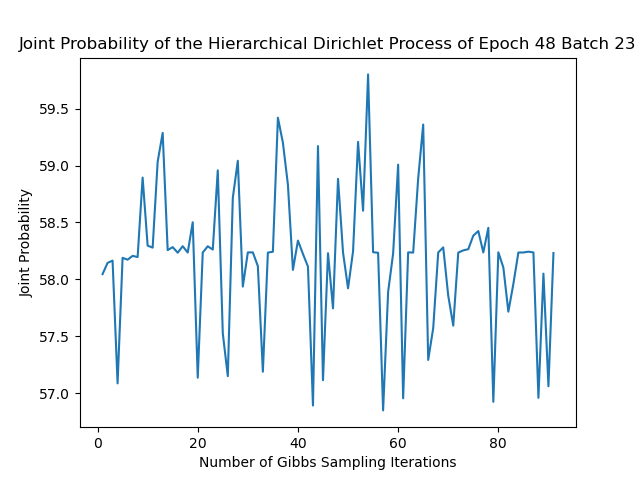 Joint Probability of the Hierarchical Dirichlet Process of Epoch 48 Batch 23
59.5
59.0
58.5
58.0
57.5
57.0
Joint Probability
0 20 40 60 80
Number of Gibbs Sampling Iterations